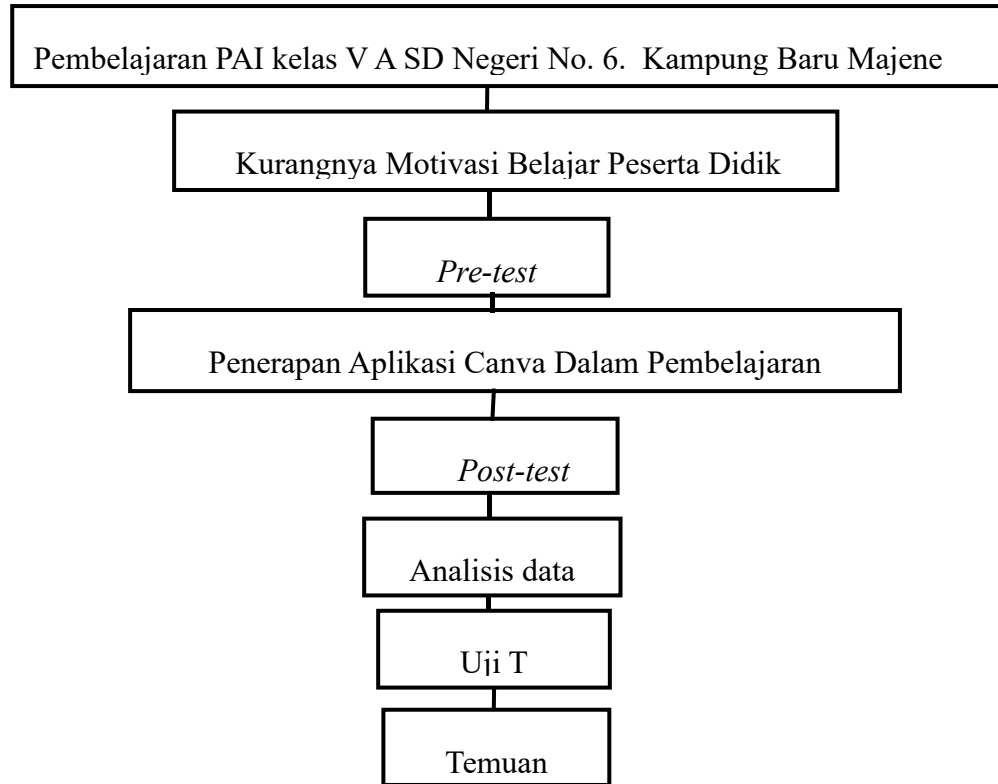 Pembelajaran PAI kelas V A SD Negeri No. 6.  Kampung Baru Majene
Kurangnya Motivasi Belajar Peserta Didik
Pre-test
Penerapan Aplikasi Canva Dalam Pembelajaran
Post-test
Analisis data
Uji T
Temuan